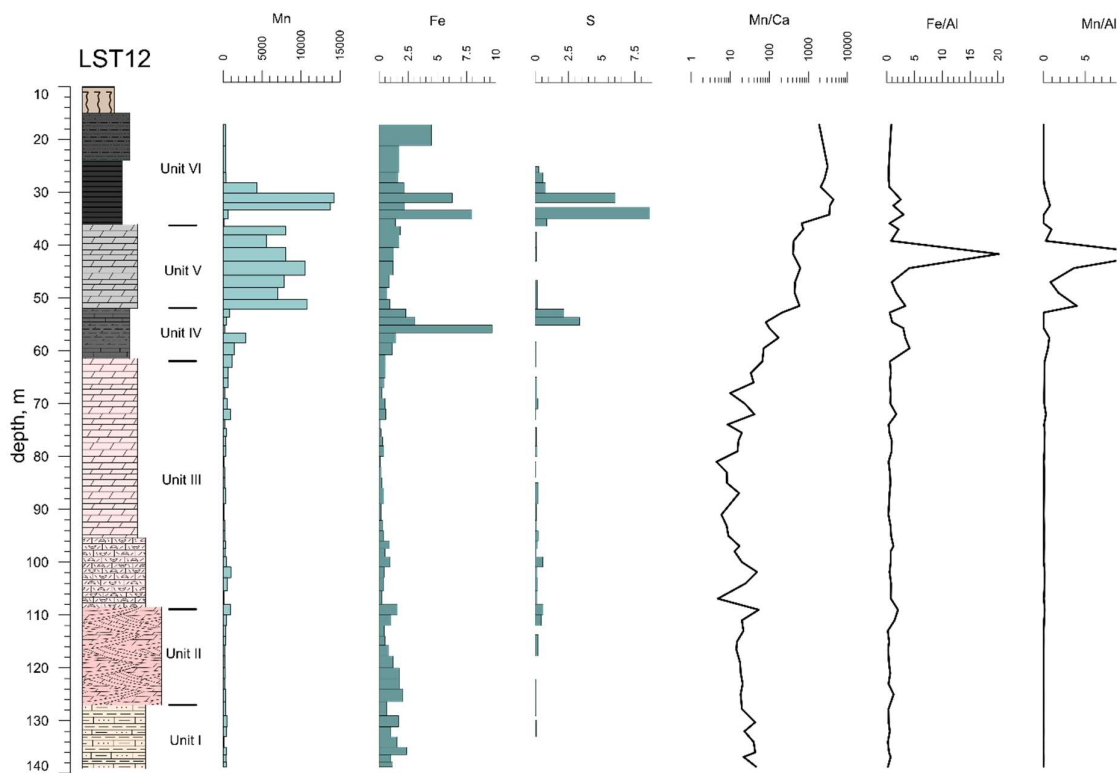 Mn Fe S Mn/Ca Fe/Al Mn/Al
0 5000 10000 15000 0 2.5 5 7.5 10 0 2.5 5 7.5 1 10 100 1000 10000 0 5 10 15 20 0 5
LST12
depth, m
10
20
Unit VI
30
40
Unit V
50
Unit IV
60
70
80
Unit III
90
100
110
Unit II
120
130
Unit I
140